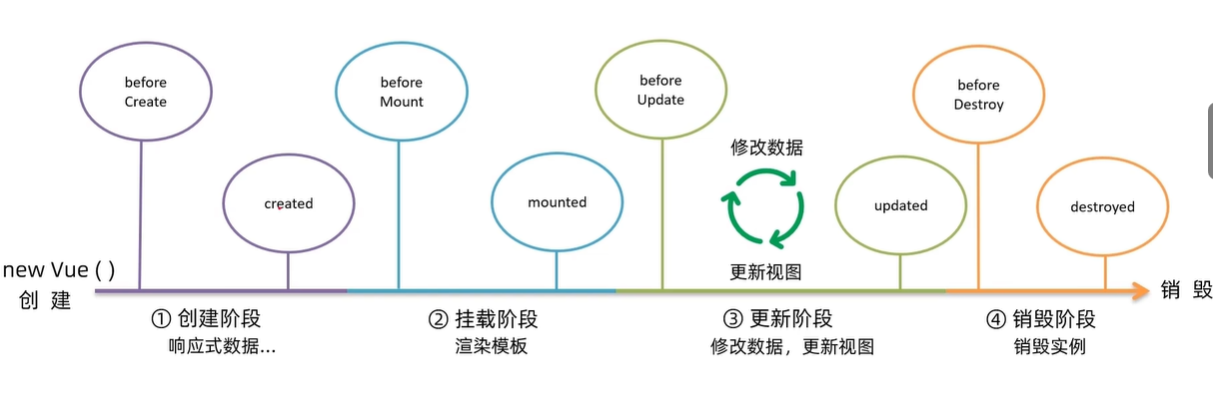 before
Create
before
Mount
before
Update
before
Destroy
修改数据
created
mounted
updated
destroyed
new Vue ( )
创 建
更新视图
销 毁
① 创建阶段
② 挂载阶段
③ 更新阶段
④ 销毁阶段
响应式数据...
渲染模板
修改数据，更新视图
销毁实例